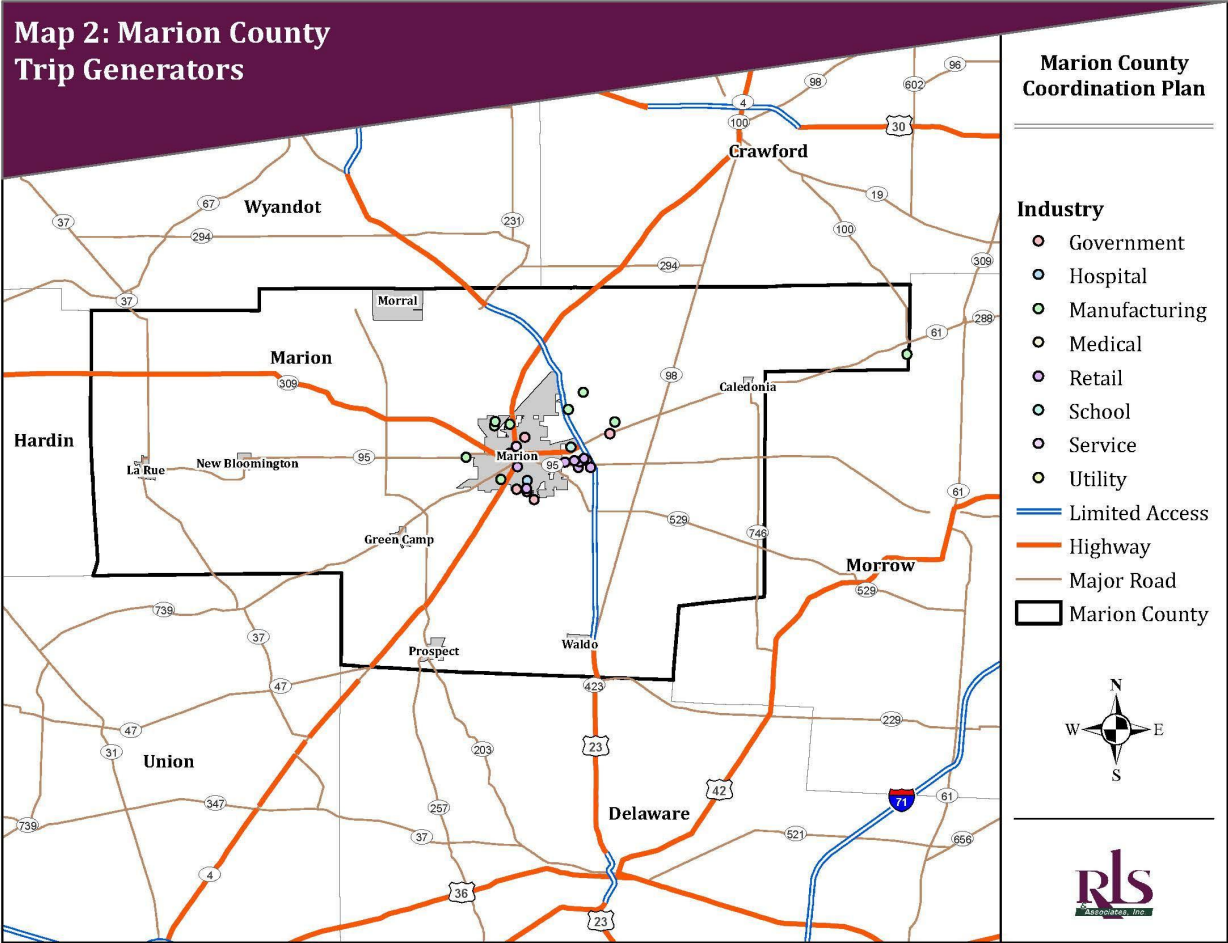 Map 2: Marion County
Trip Generators
Marion County
Coordination Plan
96
98
602
4
100
30
Crawford
19
67
Wyandot
37
231
294
100
294
309
37
Morral
288
61
Marion
98
309
Caledonia
Hardin
Marion
New Bloomington
95
95
La Rue
61
529
746
Green Camp
Morrow
529
739
37
Waldo
Prospect
47
423
229
47
31
23
203
Union
42
71
61
347
257
Delaware
739
37
521
656
4
36
23
Industry
Government
Hospital
Manufacturing
Medical
Retail
School
Service
Utility
Limited Access
Highway
Major Road
Marion County
N
W
E
S
RLS
& Associates, Inc.